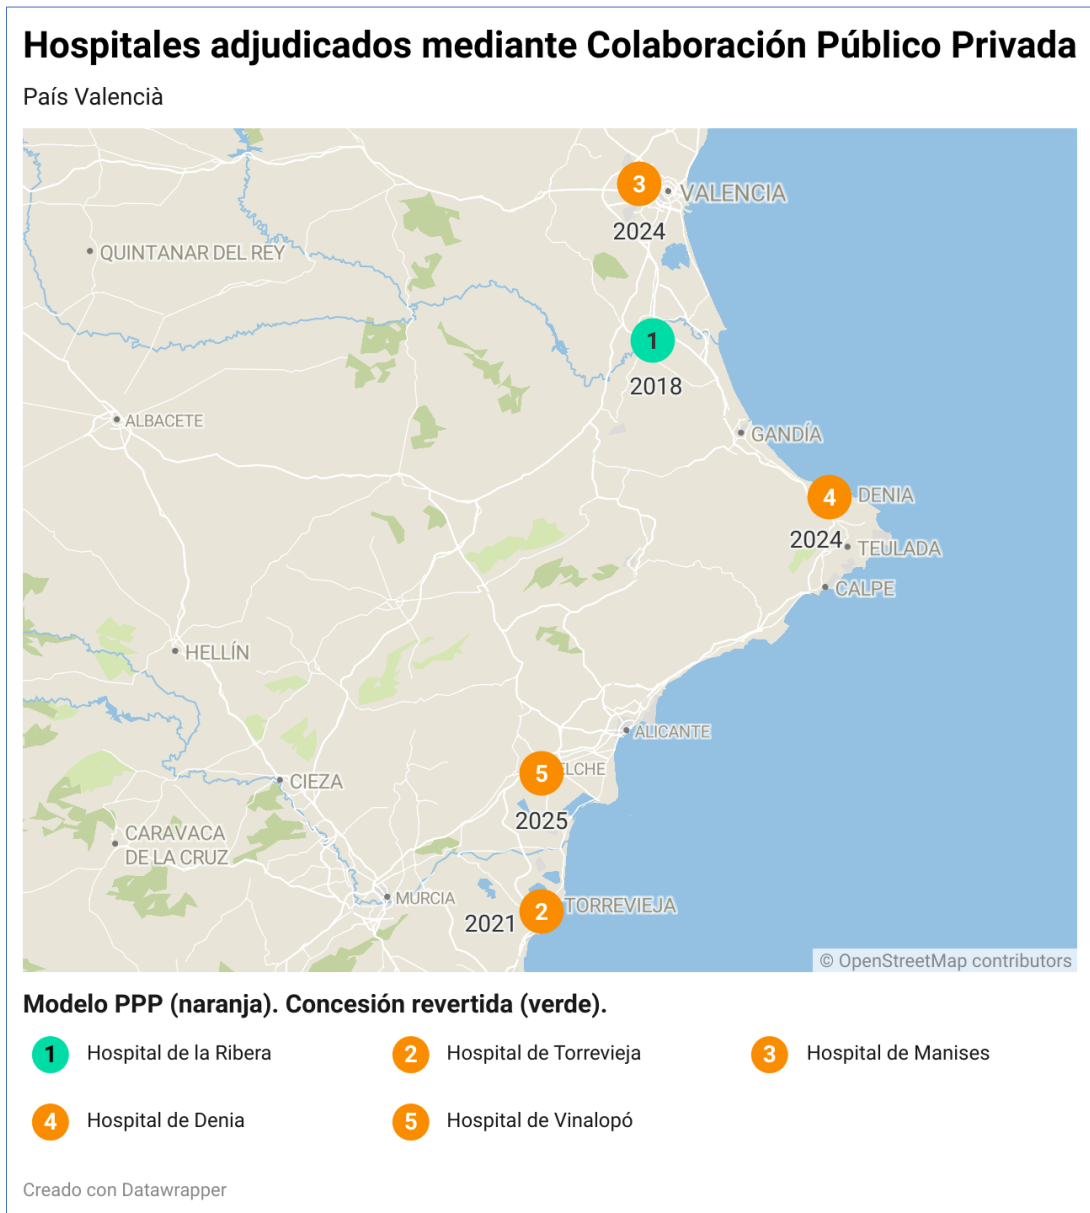 Hospitales adjudicados mediante Colaboración Público Privada
País Valencià
3
VALENCIA
2024
QUINTANAR DEL REY
1
2018
ALBACETE
GANDÍA
4
DENIA
2024
TEULADA
CALPE
HELLÍN
ALICANTE
5
ELCHE
CIEZA
2025
CARAVACA
DE LA CRUZ
MURCIA
2021
2
TORREVIEJA
© OpenStreetMap contributors
Modelo PPP (naranja). Concesión revertida (verde).
1 Hospital de la Ribera
2 Hospital de Torrevieja
3 Hospital de Manises
4 Hospital de Denia
5 Hospital de Vinalopó
Creado con Datawrapper